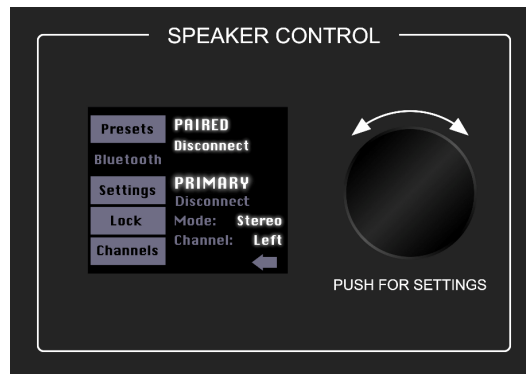 SPEAKER CONTROL
Presets
Bluetooth
Settings
Lock
Channels
PAIRED
Disconnect
PRIMARY
Disconnect
Mode: Stereo
Channel: Left
PUSH FOR SETTINGS